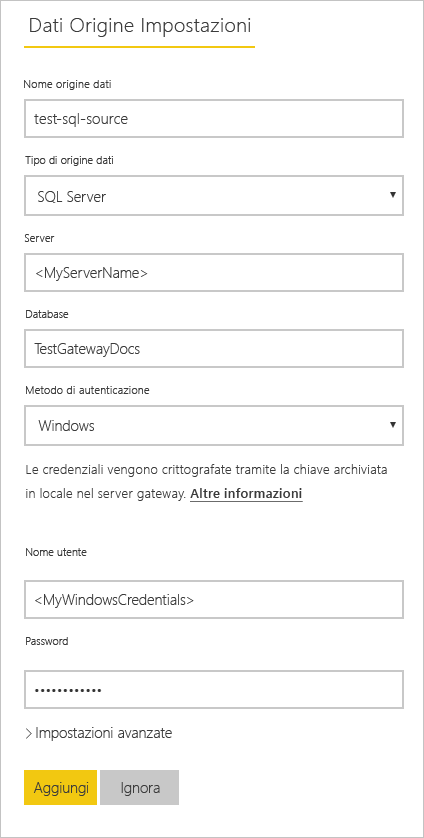 Dati Origine Impostazioni
Nome origine dati
test-sql-source
Tipo di origine dati
SQL Server
Server
<MyServerName>
Database
TestGatewayDocs
Metodo di autenticazione
Windows
Le credenziali vengono crittografate tramite la chiave archiviata
in locale nel server gateway. Altre informazioni
Nome utente
<MyWindowsCredentials>
Password
••••••••••••
Impostazioni avanzate
Aggiungi Ignora